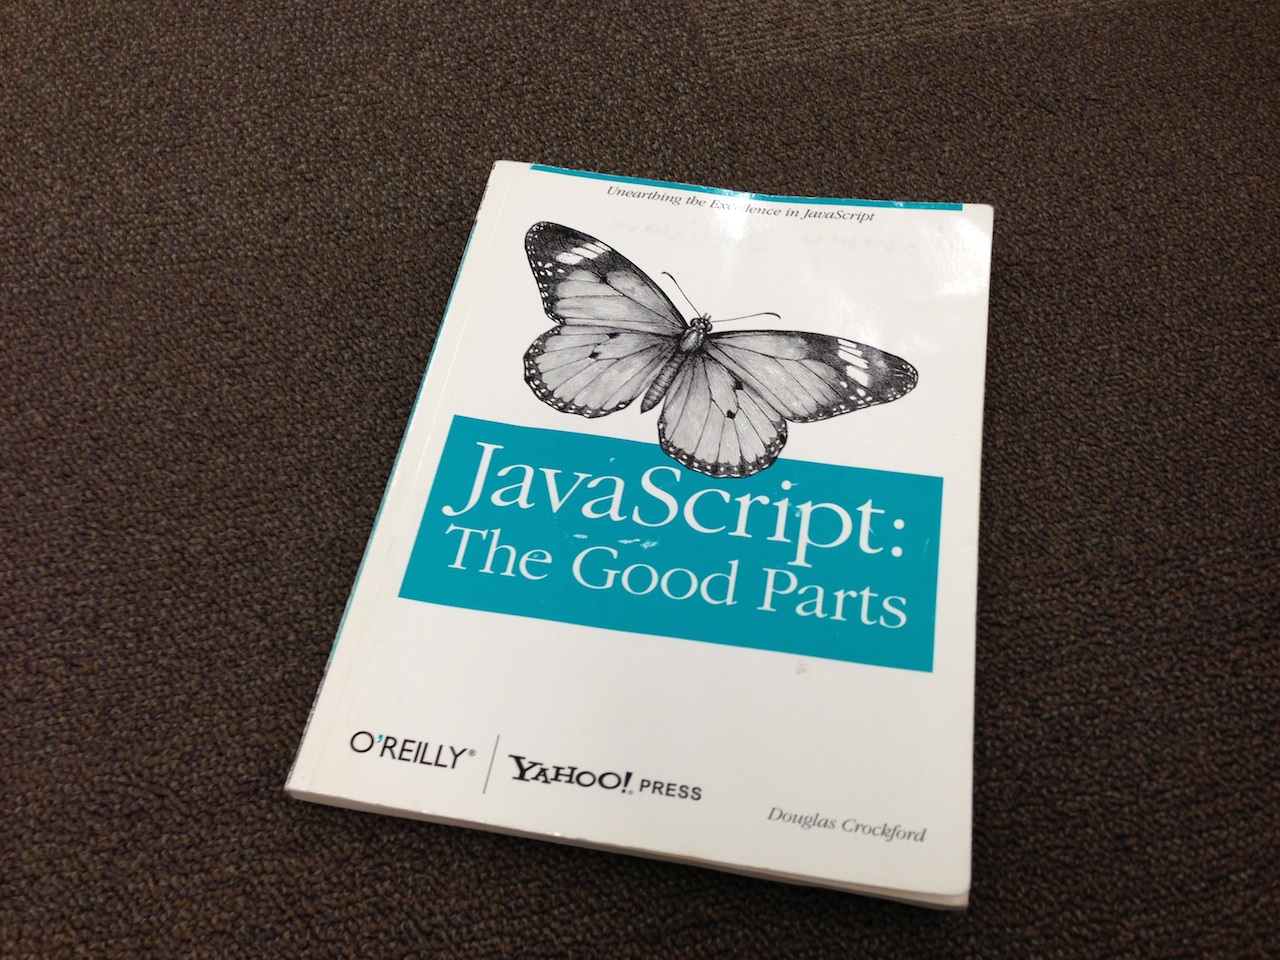 Unearthing the Excellence in JavaScript
JavaScript:
The Good Parts
O'REILLY® | YAHOO! PRESS
Douglas Crockford